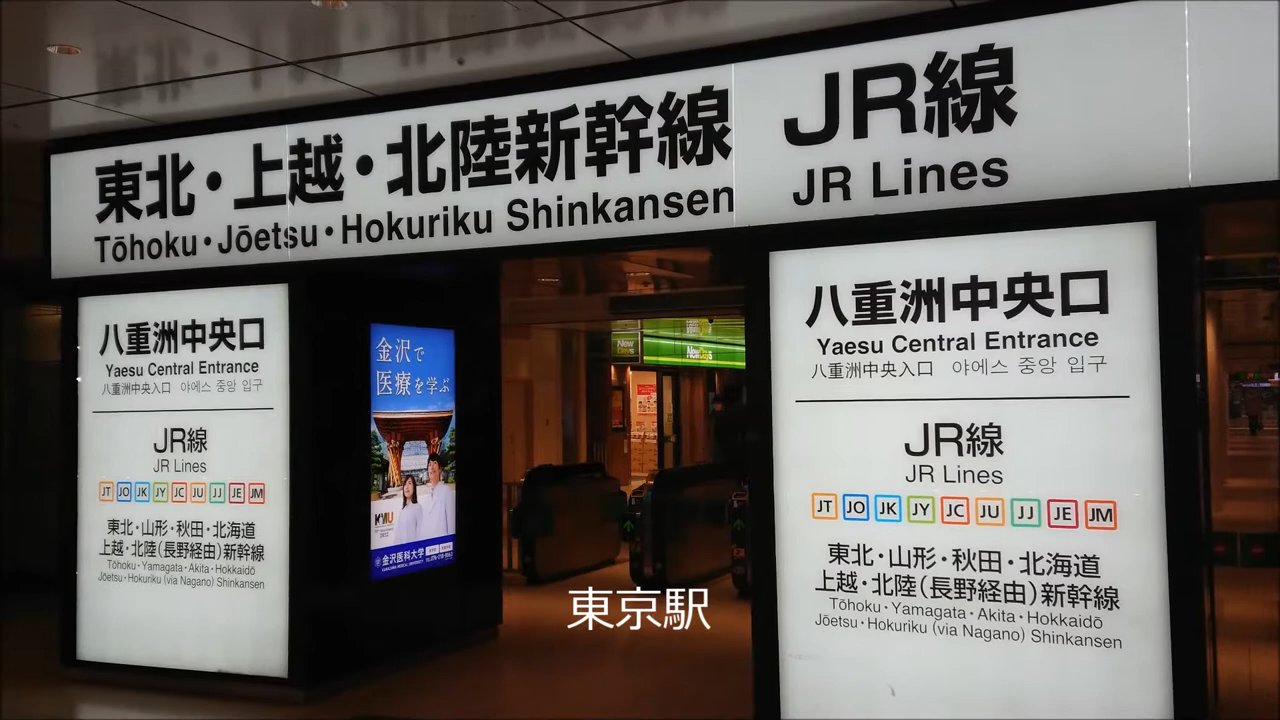 東北・上越・北陸新幹線 JR線
Tōhoku・Jōetsu・Hokuriku Shinkansen JR Lines
八重洲中央口
Yaesu Central Entrance
八重洲中央入口 야에스 중앙 입구
JR線
JR Lines
JT JO JK JY JC JU JJ JE JM
東北・山形・秋田・北海道
上越・北陸(長野経由)新幹線
Tōhoku・Yamagata・Akita・Hokkaidō
Jōetsu・Hokuriku (via Nagano) Shinkansen
金沢で
医療を学ぶ
KMU
金沢医科大学
KANAZAWA MEDICAL UNIVERSITY
New Days
NewDays
八重洲中央口
Yaesu Central Entrance
八重洲中央入口 야에스 중앙 입구
JR線
JR Lines
JT JO JK JY JC JU JJ JE JM
東北・山形・秋田・北海道
上越・北陸(長野経由)新幹線
Tōhoku・Yamagata・Akita・Hokkaidō
Jōetsu・Hokuriku (via Nagano) Shinkansen
東京駅